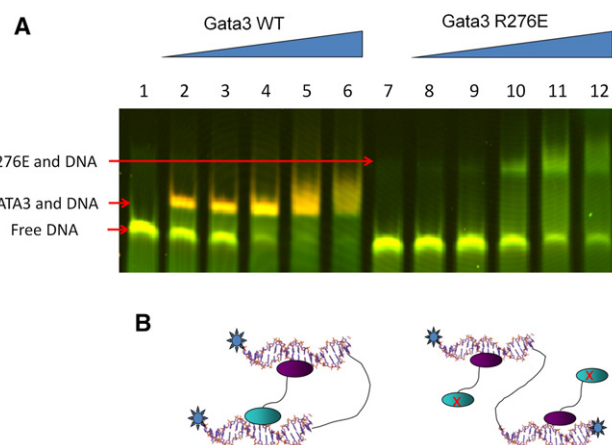 A
Gata3 WT
Gata3 R276E
1 2 3 4 5 6 7 8 9 10 11 12
276E and DNA
ATA3 and DNA
Free DNA
B
X
X